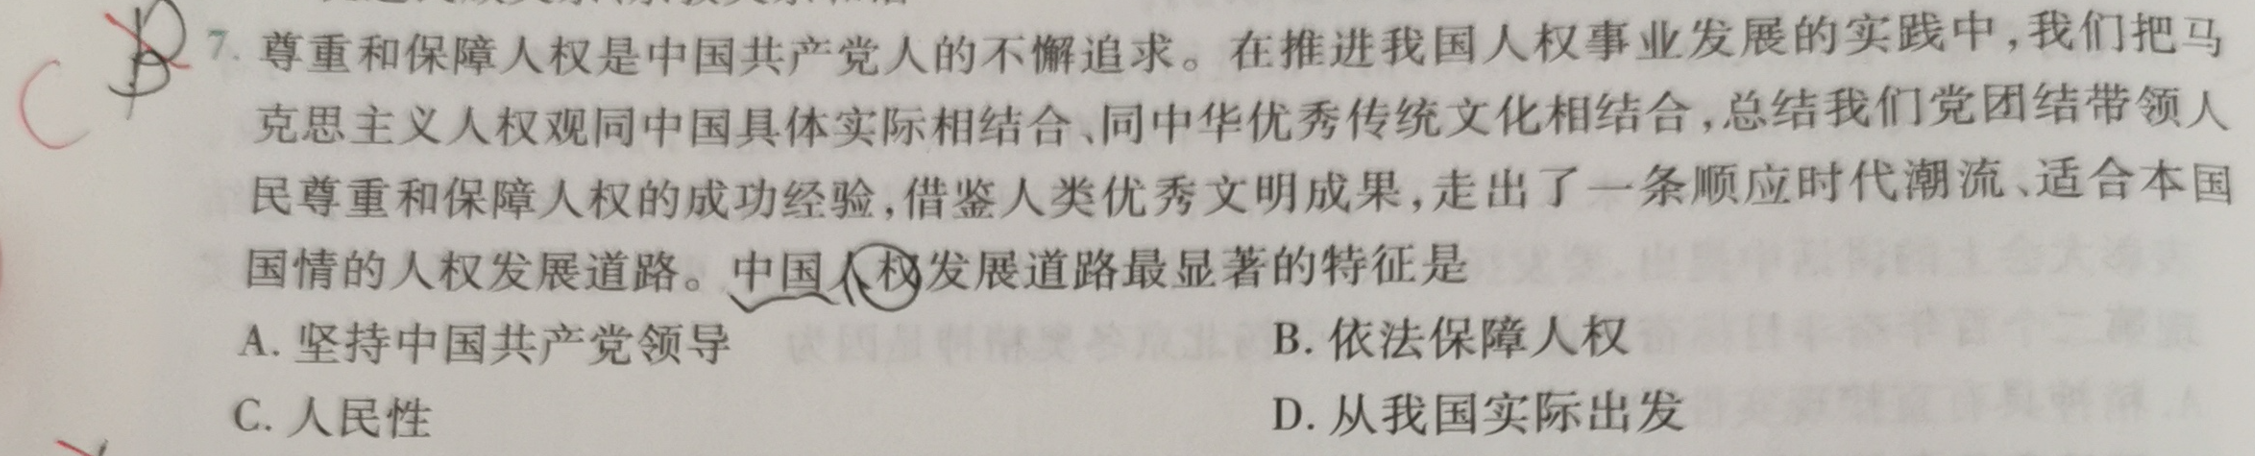 C B 7. 尊重和保障人权是中国共产党人的不懈追求。在推进我国人权事业发展的实践中,我们把马
克思主义人权观同中国具体实际相结合、同中华优秀传统文化相结合,总结我们党团结带领人
民尊重和保障人权的成功经验,借鉴人类优秀文明成果,走出了一条顺应时代潮流、适合本国
国情的人权发展道路。中国人权发展道路最显著的特征是
A. 坚持中国共产党领导 B. 依法保障人权
C. 人民性 D. 从我国实际出发